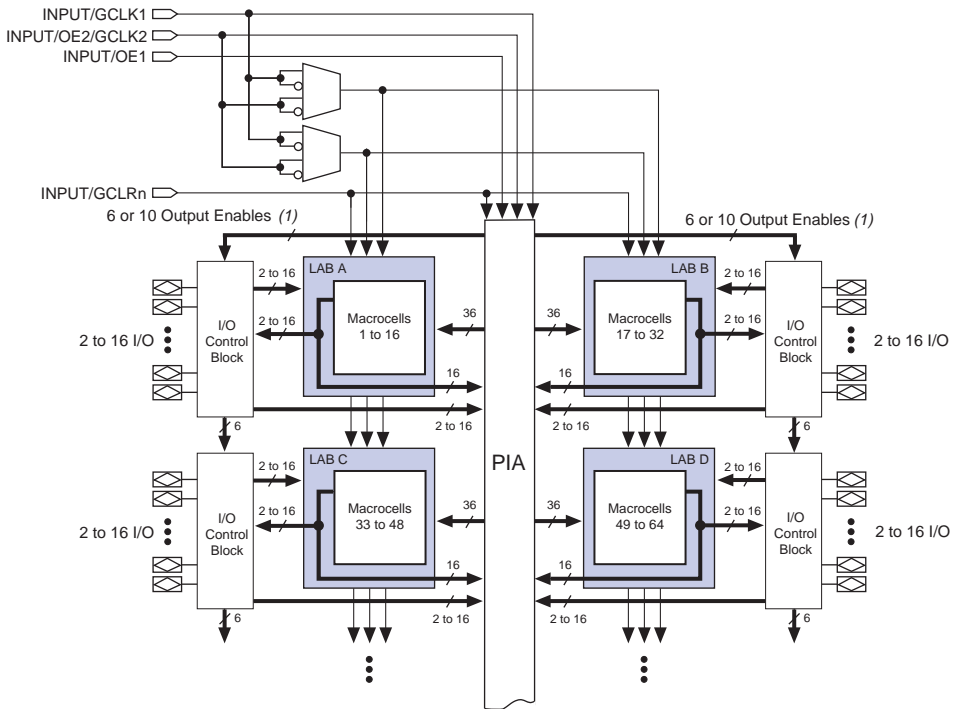 INPUT/GCLK1
INPUT/OE2/GCLK2
INPUT/OE1
INPUT/GCLRn
6 or 10 Output Enables (1)
6 or 10 Output Enables (1)
LAB A
LAB B
2 to 16
2 to 16
I/O
Control
Block
2 to 16
Macrocells
1 to 16
36
36
Macrocells
17 to 32
2 to 16
I/O
Control
Block
2 to 16 I/O
2 to 16 I/O
16
16
2 to 16
2 to 16
6
6
PIA
LAB C
LAB D
2 to 16
2 to 16
I/O
Control
Block
2 to 16
Macrocells
33 to 48
36
36
Macrocells
49 to 64
2 to 16
I/O
Control
Block
2 to 16 I/O
2 to 16 I/O
16
16
2 to 16
2 to 16
6
6